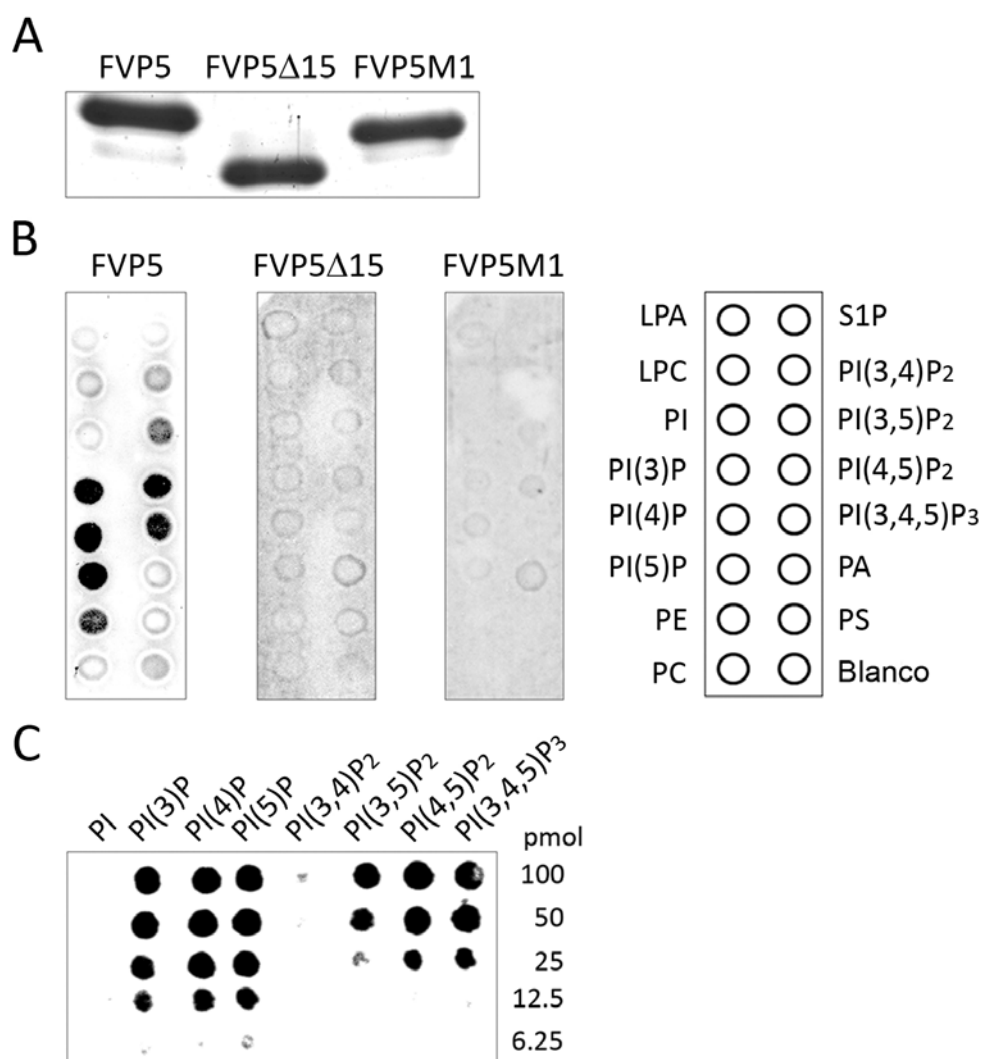 A
FVP5 FVP5Δ15 FVP5M1
B
FVP5 FVP5Δ15 FVP5M1
LPA S1P
LPC PI(3,4)P2
PI PI(3,5)P2
PI(3)P PI(4,5)P2
PI(4)P PI(3,4,5)P3
PI(5)P PA
PE PS
PC Blanco
C
PI PI(3)P PI(4)P PI(5)P PI(3,4)P2 PI(3,5)P2 PI(4,5)P2 PI(3,4,5)P3
pmol
100
50
25
12.5
6.25